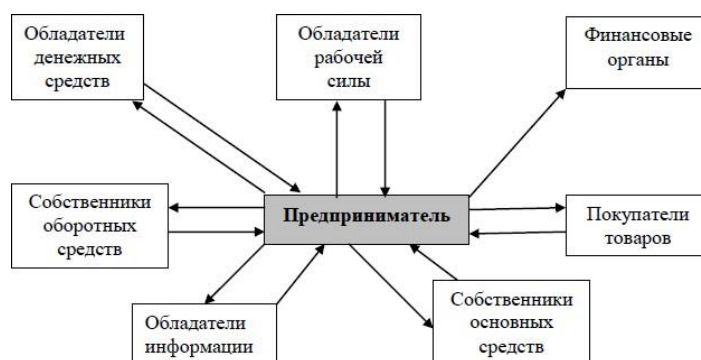 Обладатели
денежных
средств
Обладатели
рабочей
силы
Финансовые
органы
Собственники
оборотных
средств
Предприниматель
Покупатели
товаров
Обладатели
информации
Собственники
основных
средств